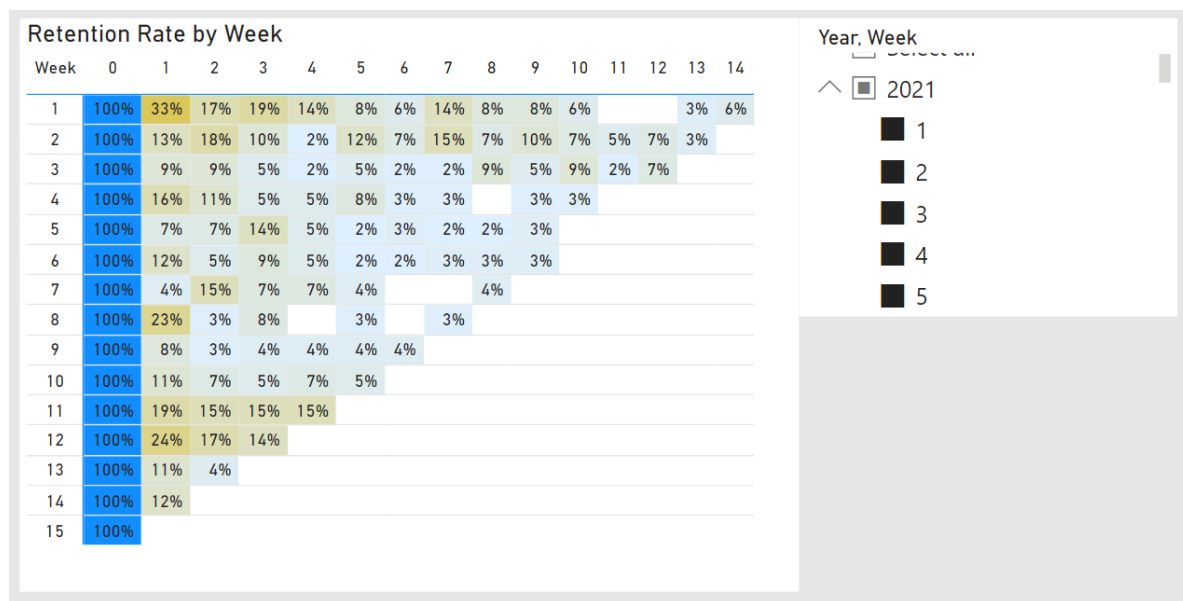 Retention Rate by Week
Week 0 1 2 3 4 5 6 7 8 9 10 11 12 13 14
1 100% 33% 17% 19% 14% 8% 6% 14% 8% 8% 6% 3% 6%
2 100% 13% 18% 10% 2% 12% 7% 15% 7% 10% 7% 5% 7% 3%
3 100% 9% 9% 5% 2% 5% 2% 2% 9% 5% 9% 2% 7%
4 100% 16% 11% 5% 5% 8% 3% 3% 3% 3%
5 100% 7% 7% 14% 5% 2% 3% 2% 2% 3%
6 100% 12% 5% 9% 5% 2% 2% 3% 3% 3%
7 100% 4% 15% 7% 7% 4% 4%
8 100% 23% 3% 8% 3% 3%
9 100% 8% 3% 4% 4% 4% 4%
10 100% 11% 7% 5% 7% 5%
11 100% 19% 15% 15% 15%
12 100% 24% 17% 14%
13 100% 11% 4%
14 100% 12%
15 100%
Year, Week
Select all
2021
1
2
3
4
5